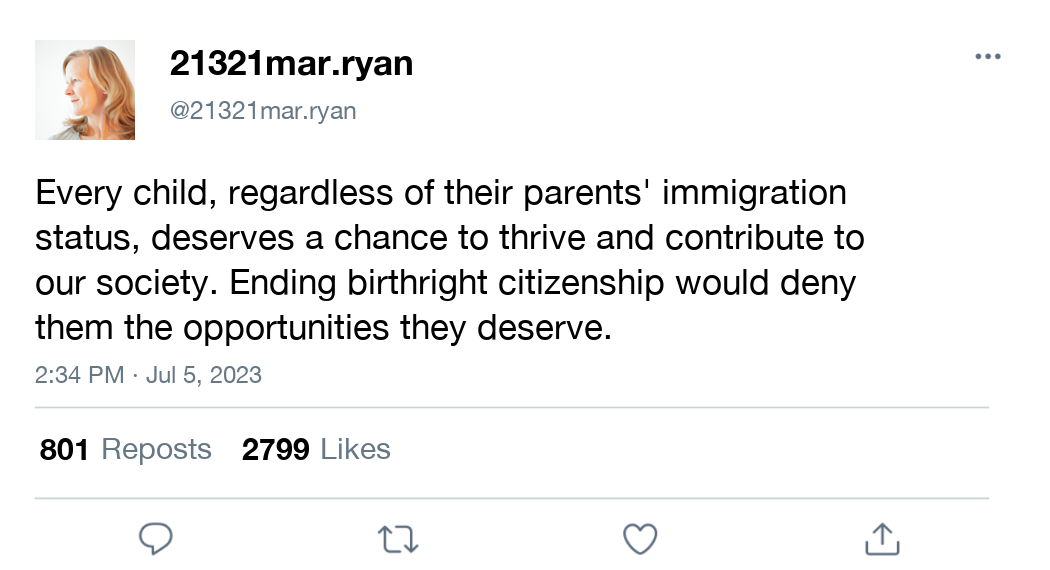 21321mar.ryan
@21321mar.ryan
Every child, regardless of their parents' immigration
status, deserves a chance to thrive and contribute to
our society. Ending birthright citizenship would deny
them the opportunities they deserve.
2:34 PM · Jul 5, 2023
801 Reposts 2799 Likes